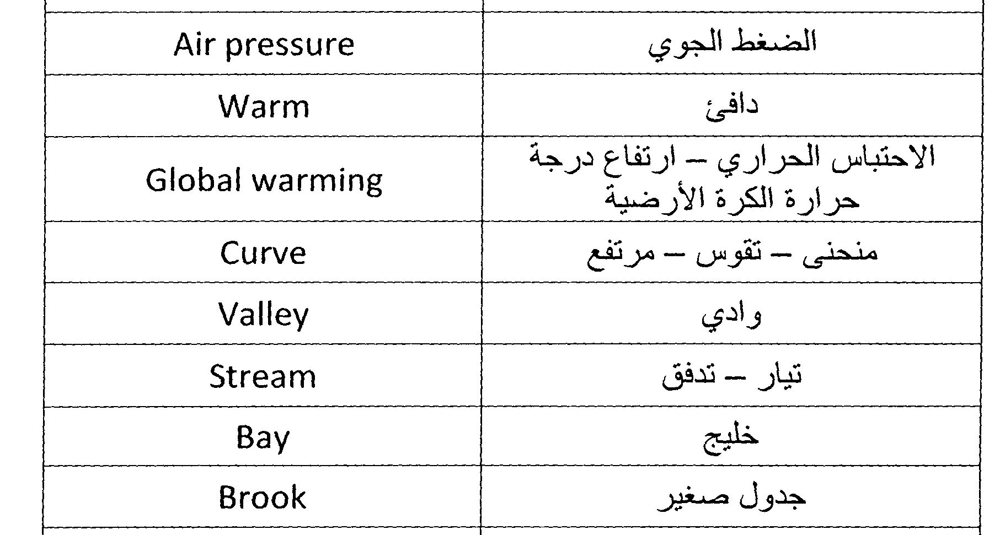 Air pressure الضغط الجوي
Warm دافئ
Global warming الاحتباس الحراري – ارتفاع درجة
حرارة الكرة الأرضية
Curve منحنى – تقوس – مرتفع
Valley وادي
Stream تيار – تدفق
Bay خليج
Brook جدول صغير